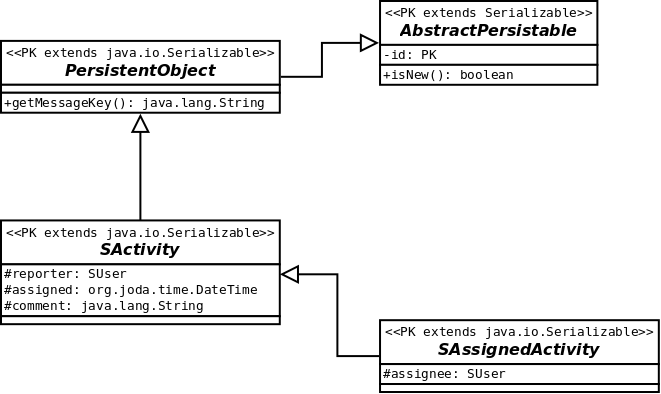 <<PK extends Serializable>>
AbstractPersistable
-id: PK
+isNew(): boolean
<<PK extends java.io.Serializable>>
PersistentObject
+getMessageKey(): java.lang.String
<<PK extends java.io.Serializable>>
SActivity
#reporter: SUser
#assigned: org.joda.time.DateTime
#comment: java.lang.String
<<PK extends java.io.Serializable>>
SAssignedActivity
#assignee: SUser